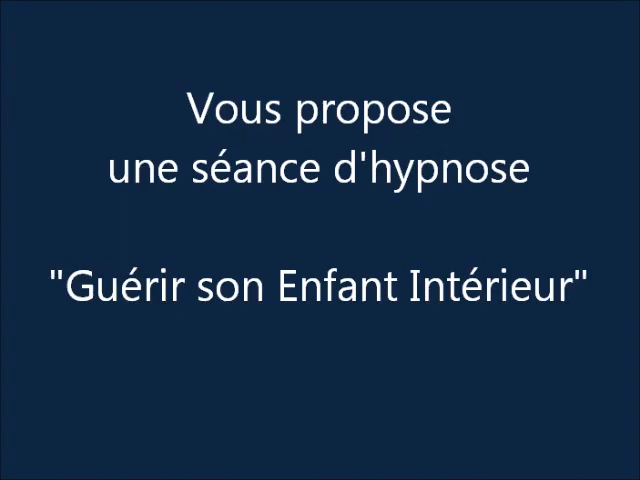 Vous propose
une séance d'hypnose
"Guérir son Enfant Intérieur"